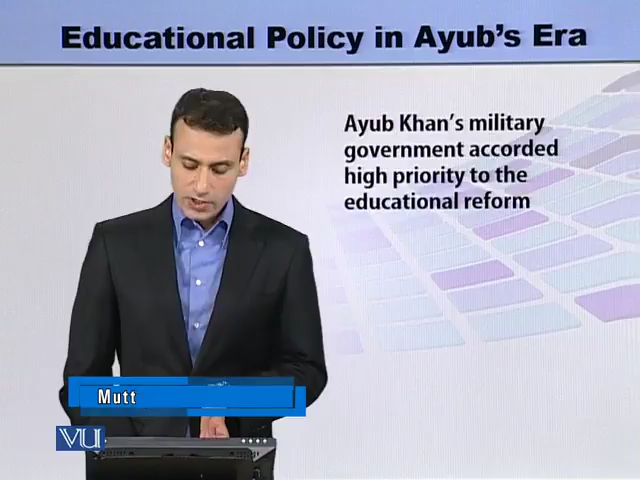 Educational Policy in Ayub's Era
Ayub Khan's military
government accorded
high priority to the
educational reform
Mutt
VU